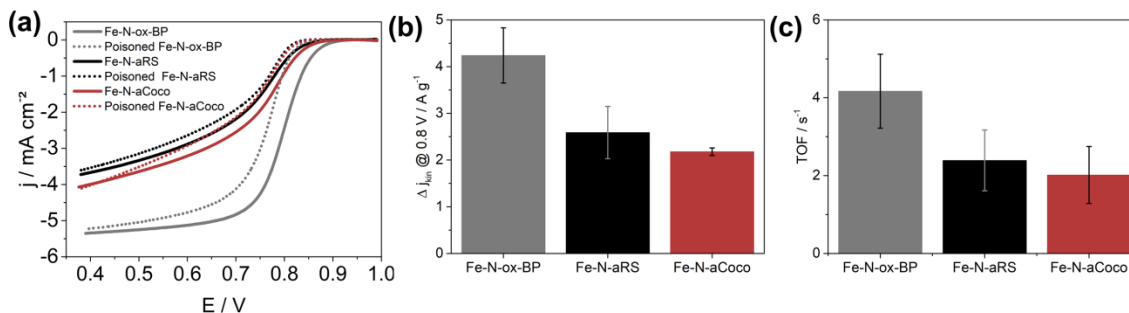 (a)
Fe-N-ox-BP
Poisoned Fe-N-ox-BP
Fe-N-aRS
Poisoned Fe-N-aRS
Fe-N-aCoco
Poisoned Fe-N-aCoco
0
-1
-2
-3
-4
-5
-6
j / mA cm⁻²
0.4 0.5 0.6 0.7 0.8 0.9 1.0
E / V
(b)
5
4
3
2
1
0
Δ jkin @ 0.8 V / A g⁻¹
Fe-N-ox-BP Fe-N-aRS Fe-N-aCoco
(c)
6
4
2
0
TOF / s⁻¹
Fe-N-ox-BP Fe-N-aRS Fe-N-aCoco